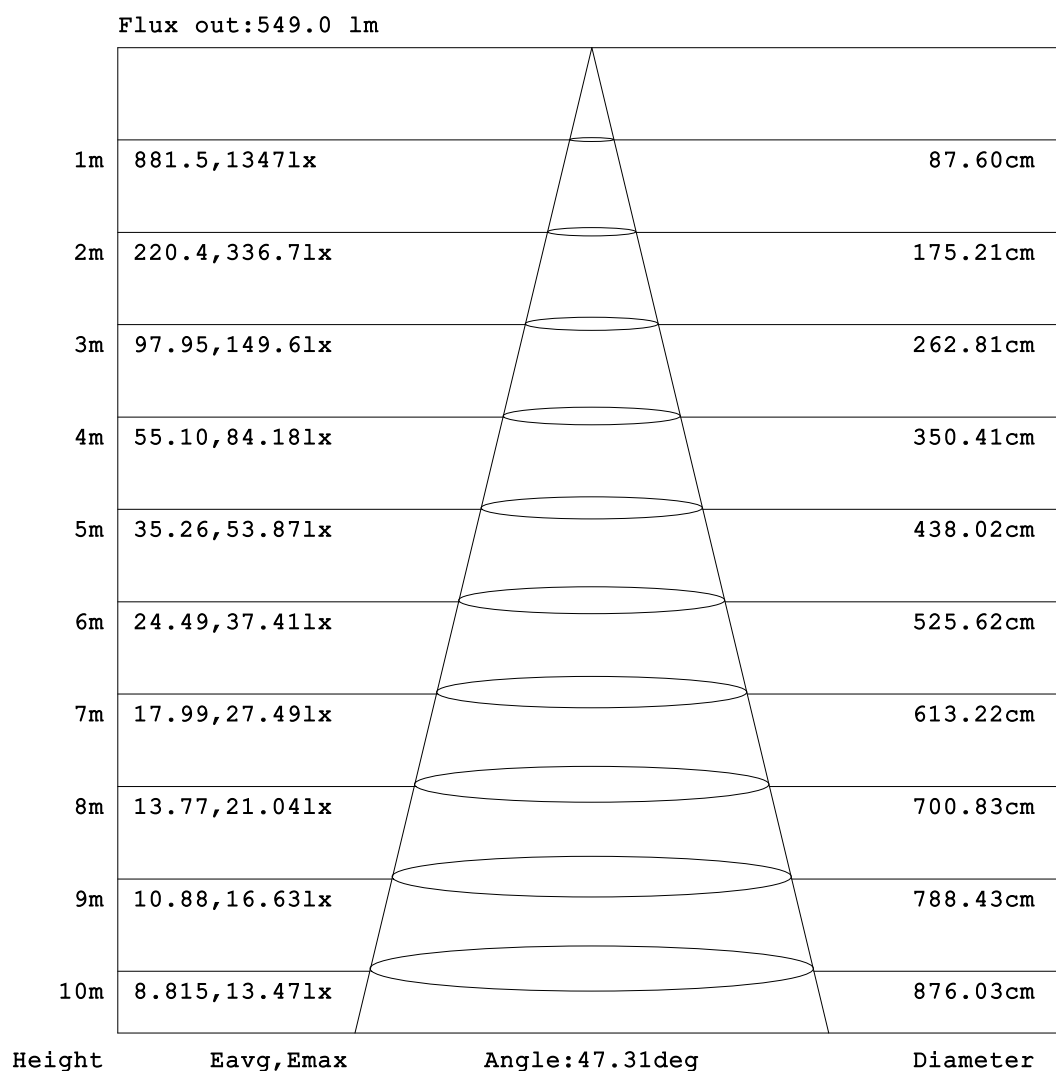 Flux out:549.0 lm
1m 881.5,1347lx 87.60cm
2m 220.4,336.7lx 175.21cm
3m 97.95,149.6lx 262.81cm
4m 55.10,84.18lx 350.41cm
5m 35.26,53.87lx 438.02cm
6m 24.49,37.41lx 525.62cm
7m 17.99,27.49lx 613.22cm
8m 13.77,21.04lx 700.83cm
9m 10.88,16.63lx 788.43cm
10m 8.815,13.47lx 876.03cm
Height Eavg,Emax Angle:47.31deg Diameter